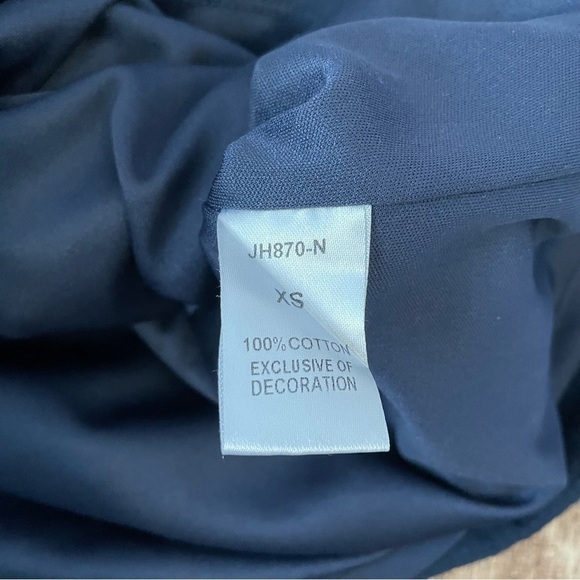 JH870-N
XS
100%COTTON
EXCLUSIVE OF
DECORATION